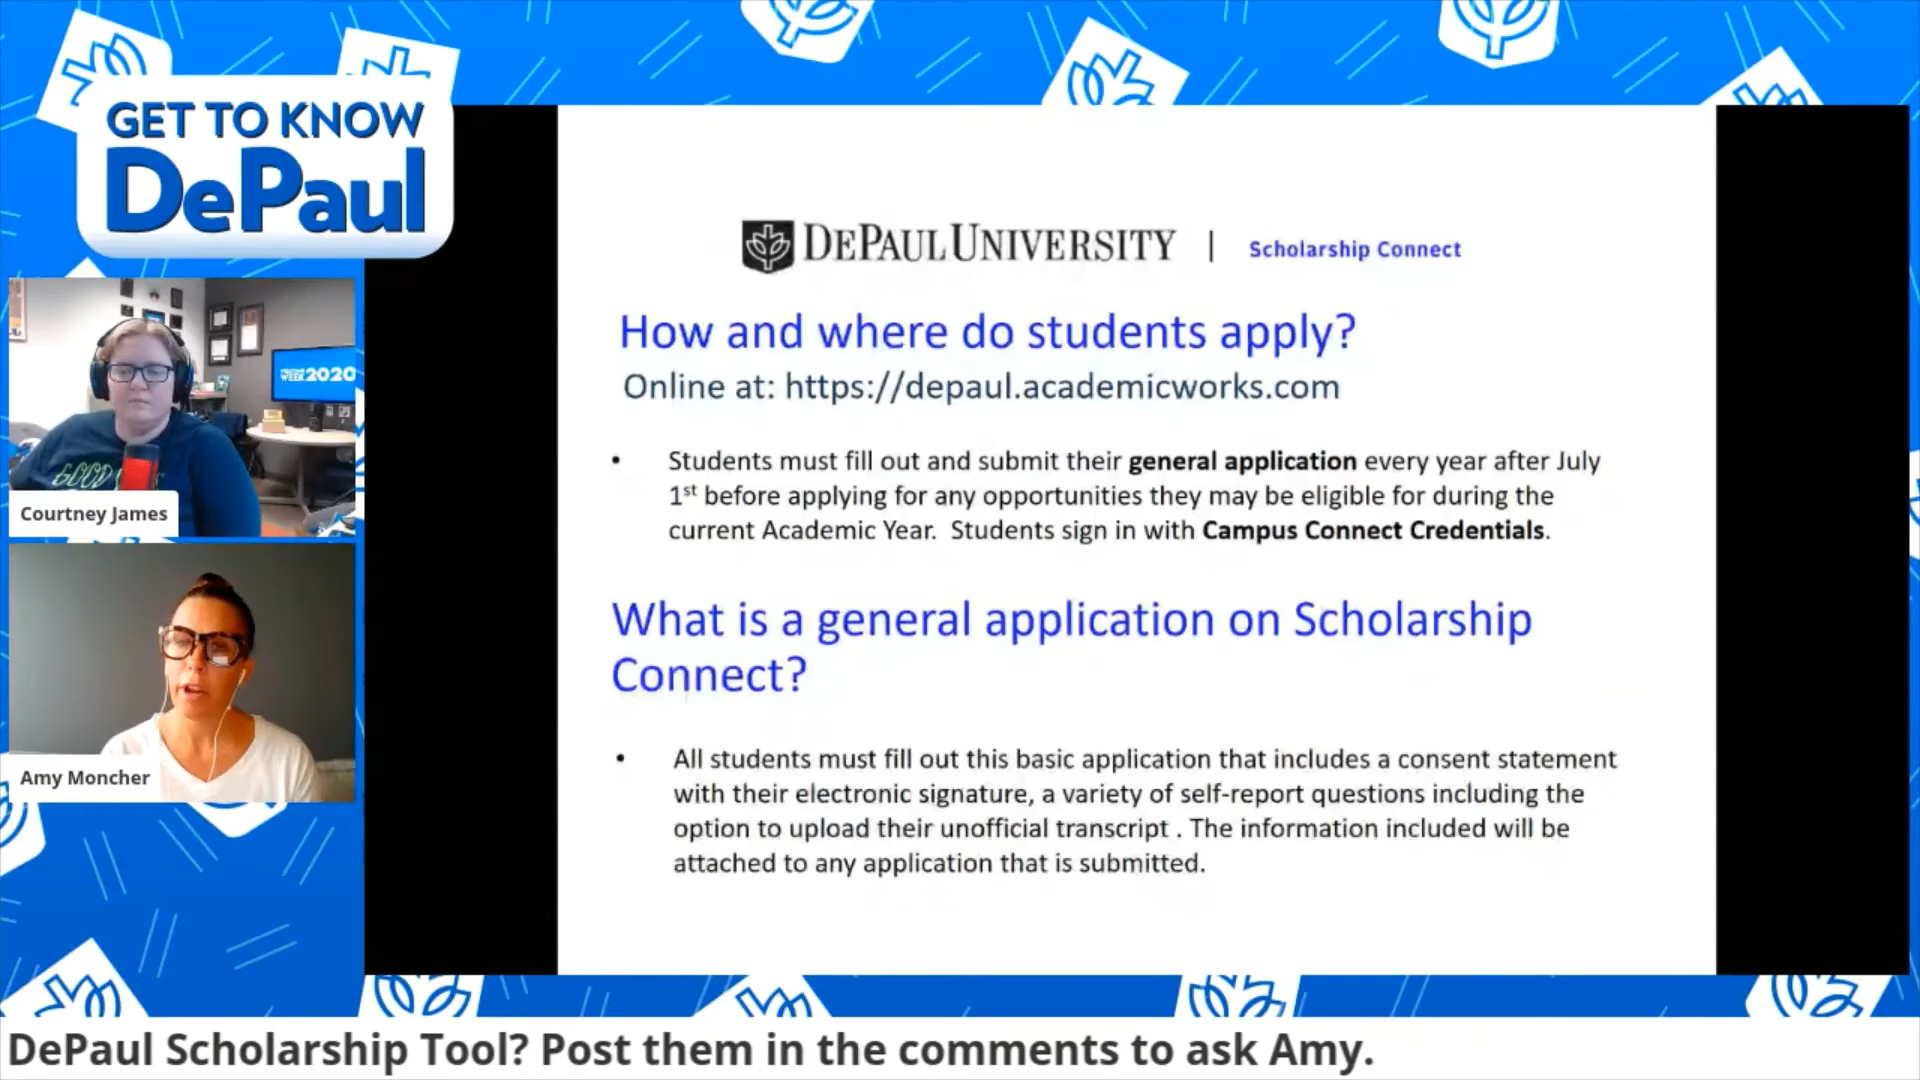 GET TO KNOW
DePaul
DEPAUL UNIVERSITY | Scholarship Connect
How and where do students apply?
Online at: https://depaul.academicworks.com
• Students must fill out and submit their general application every year after July
1st before applying for any opportunities they may be eligible for during the
current Academic Year. Students sign in with Campus Connect Credentials.
What is a general application on Scholarship
Connect?
• All students must fill out this basic application that includes a consent statement
with their electronic signature, a variety of self-report questions including the
option to upload their unofficial transcript . The information included will be
attached to any application that is submitted.
WEEK 2020
GOOD
Courtney James
Amy Moncher
DePaul Scholarship Tool? Post them in the comments to ask Amy.